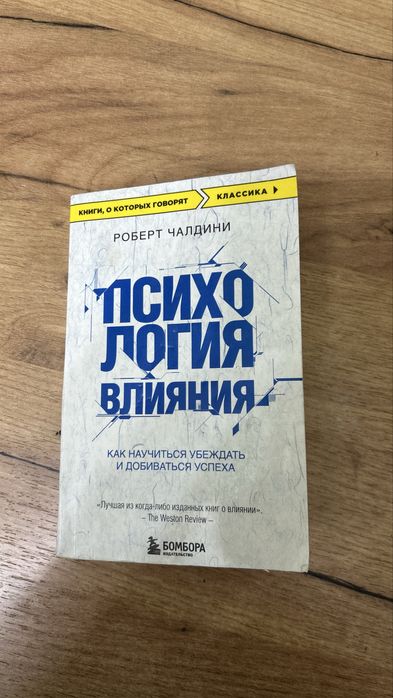 КНИГИ, О КОТОРЫХ ГОВОРЯТ КЛАССИКА
РОБЕРТ ЧАЛДИНИ
ПСИХО
ЛОГИЯ
ВЛИЯНИЯ
КАК НАУЧИТЬСЯ УБЕЖДАТЬ
И ДОБИВАТЬСЯ УСПЕХА
«Лучшая из когда-либо изданных книг о влиянии».
– The Weston Review –
БОМБОРА
ИЗДАТЕЛЬСТВО